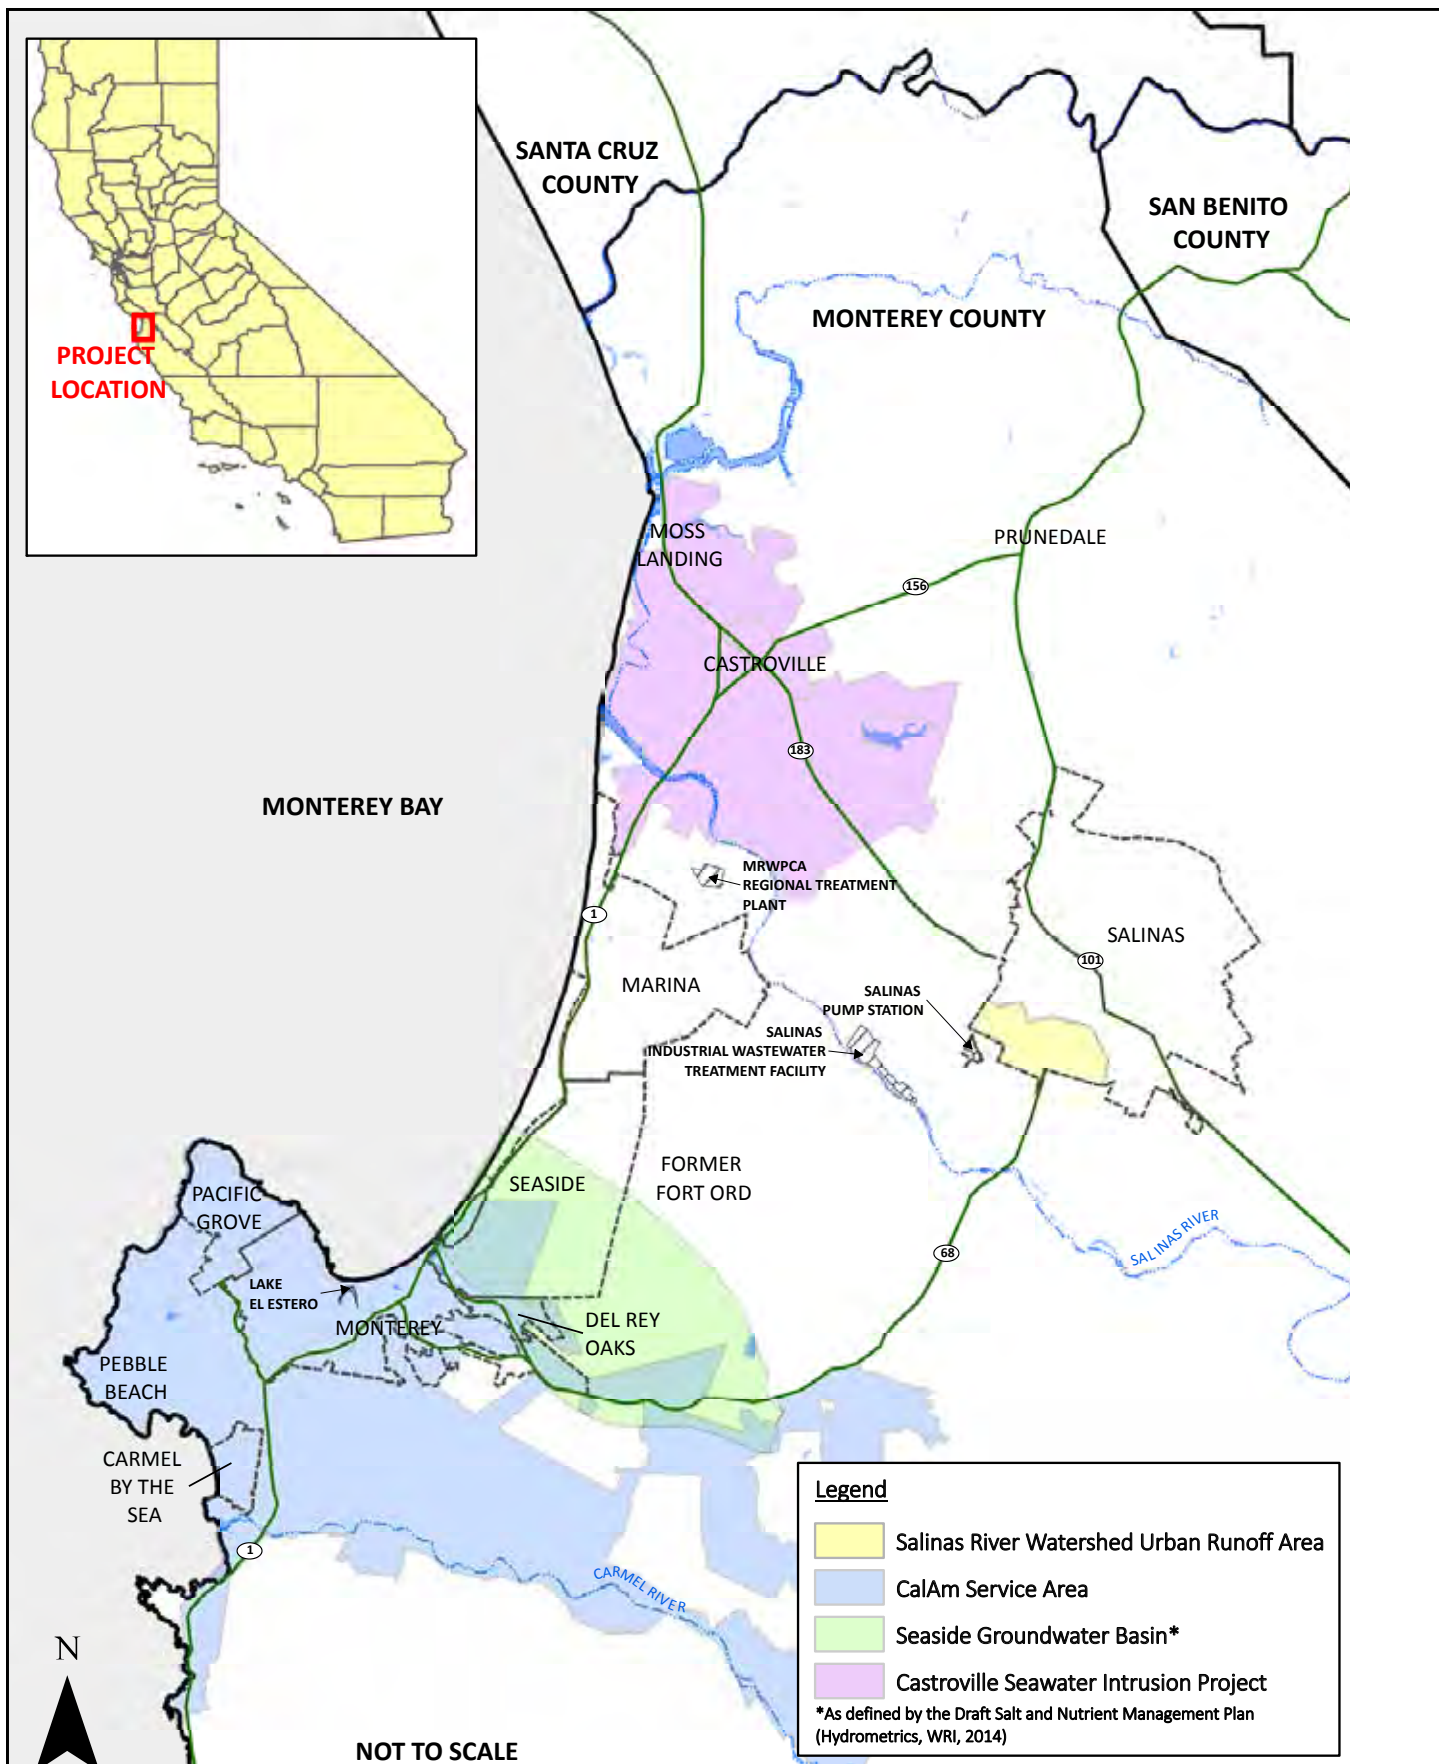 SANTA CRUZ
COUNTY
SAN BENITO
COUNTY
MONTEREY COUNTY
PROJECT
LOCATION
MOSS
LANDING
PRUNEDALE
156
CASTROVILLE
183
MONTEREY BAY
MRWPCA
REGIONAL TREATMENT
PLANT
1
SALINAS
101
MARINA
SALINAS
PUMP STATION
SALINAS
INDUSTRIAL WASTEWATER
TREATMENT FACILITY
FORMER
FORT ORD
SEASIDE
PACIFIC
GROVE
SALINAS RIVER
68
LAKE
EL ESTERO
MONTEREY
DEL REY
OAKS
PEBBLE
BEACH
CARMEL
BY THE
SEA
1
CARMEL RIVER
Legend
Salinas River Watershed Urban Runoff Area
CalAm Service Area
Seaside Groundwater Basin*
Castroville Seawater Intrusion Project
*As defined by the Draft Salt and Nutrient Management Plan
(Hydrometrics, WRI, 2014)
N
NOT TO SCALE